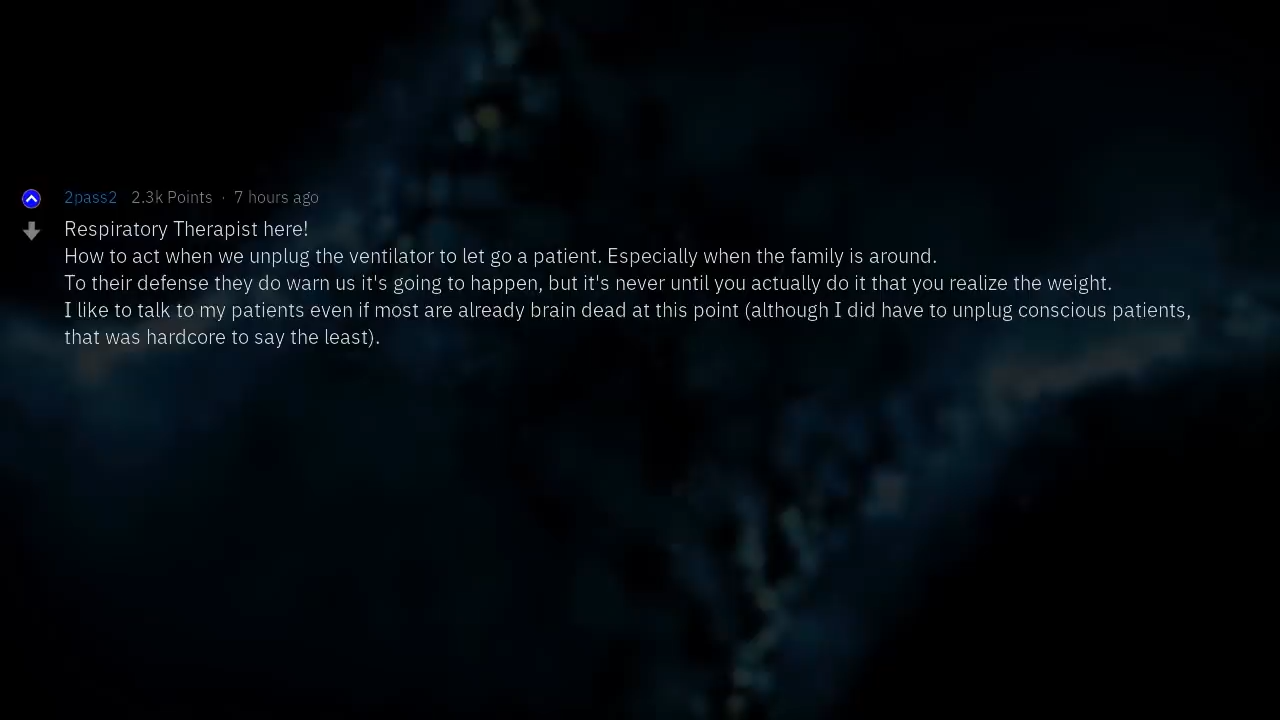 2pass2 2.3k Points · 7 hours ago
Respiratory Therapist here!
How to act when we unplug the ventilator to let go a patient. Especially when the family is around.
To their defense they do warn us it's going to happen, but it's never until you actually do it that you realize the weight.
I like to talk to my patients even if most are already brain dead at this point (although I did have to unplug conscious patients,
that was hardcore to say the least).